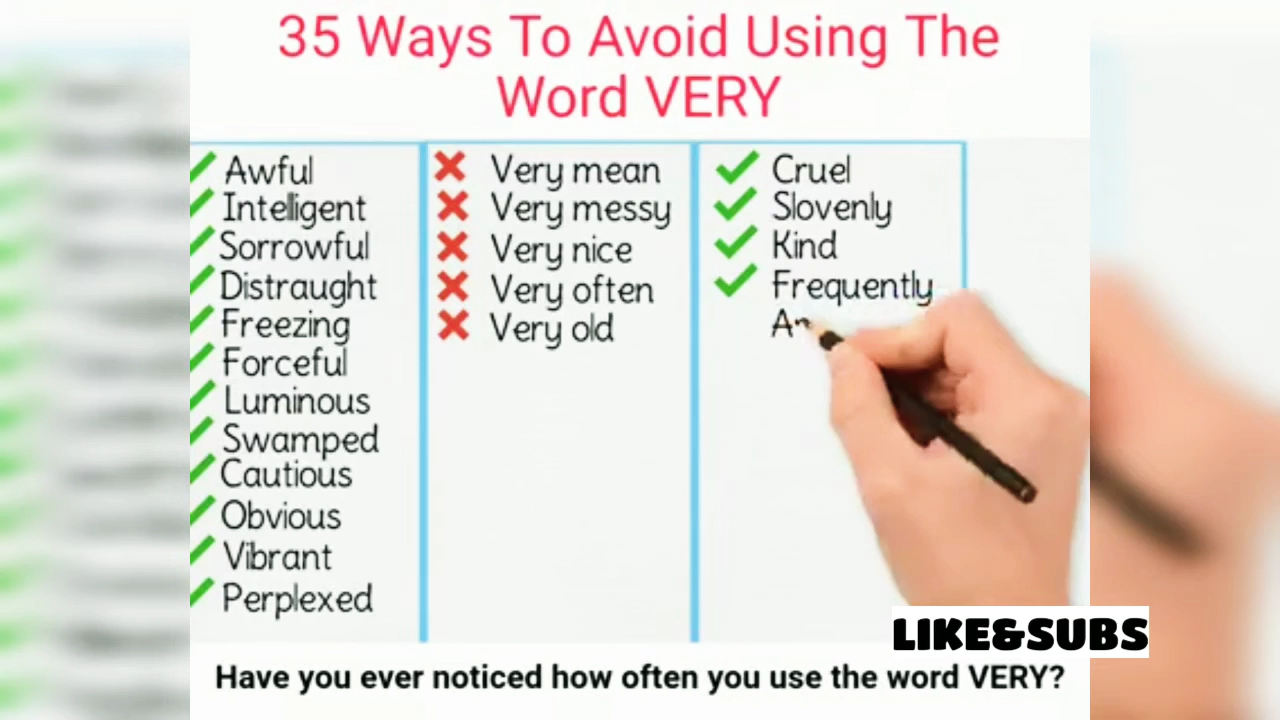 35 Ways To Avoid Using The
Word VERY
Awful
Intelligent
Sorrowful
Distraught
Freezing
Forceful
Luminous
Swamped
Cautious
Obvious
Vibrant
Perplexed
Very mean
Very messy
Very nice
Very often
Very old
Cruel
Slovenly
Kind
Frequently
An
LIKE&SUBS
Have you ever noticed how often you use the word VERY?